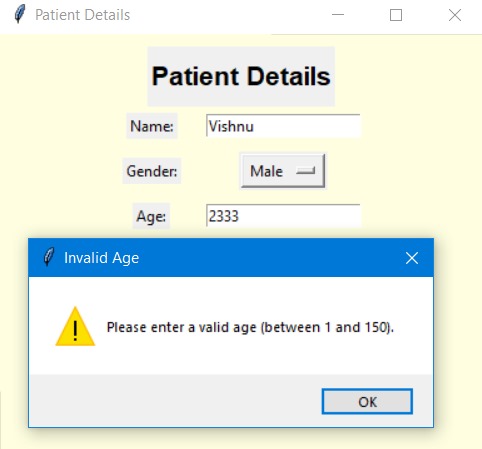 Patient Details
Patient Details
Name: Vishnu
Gender: Male
Age: 2333
Invalid Age
Please enter a valid age (between 1 and 150).
OK